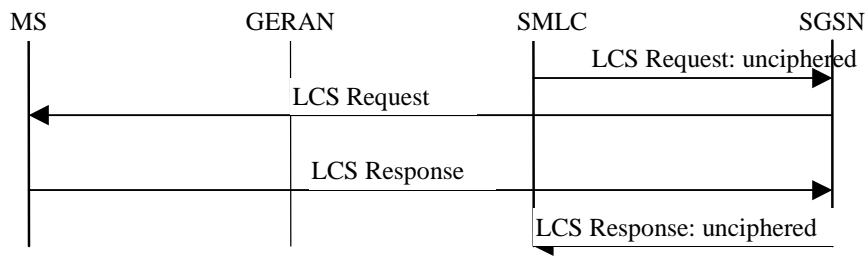 MS GERAN SMLC SGSN
LCS Request: unciphered
LCS Request
LCS Response
LCS Response: unciphered